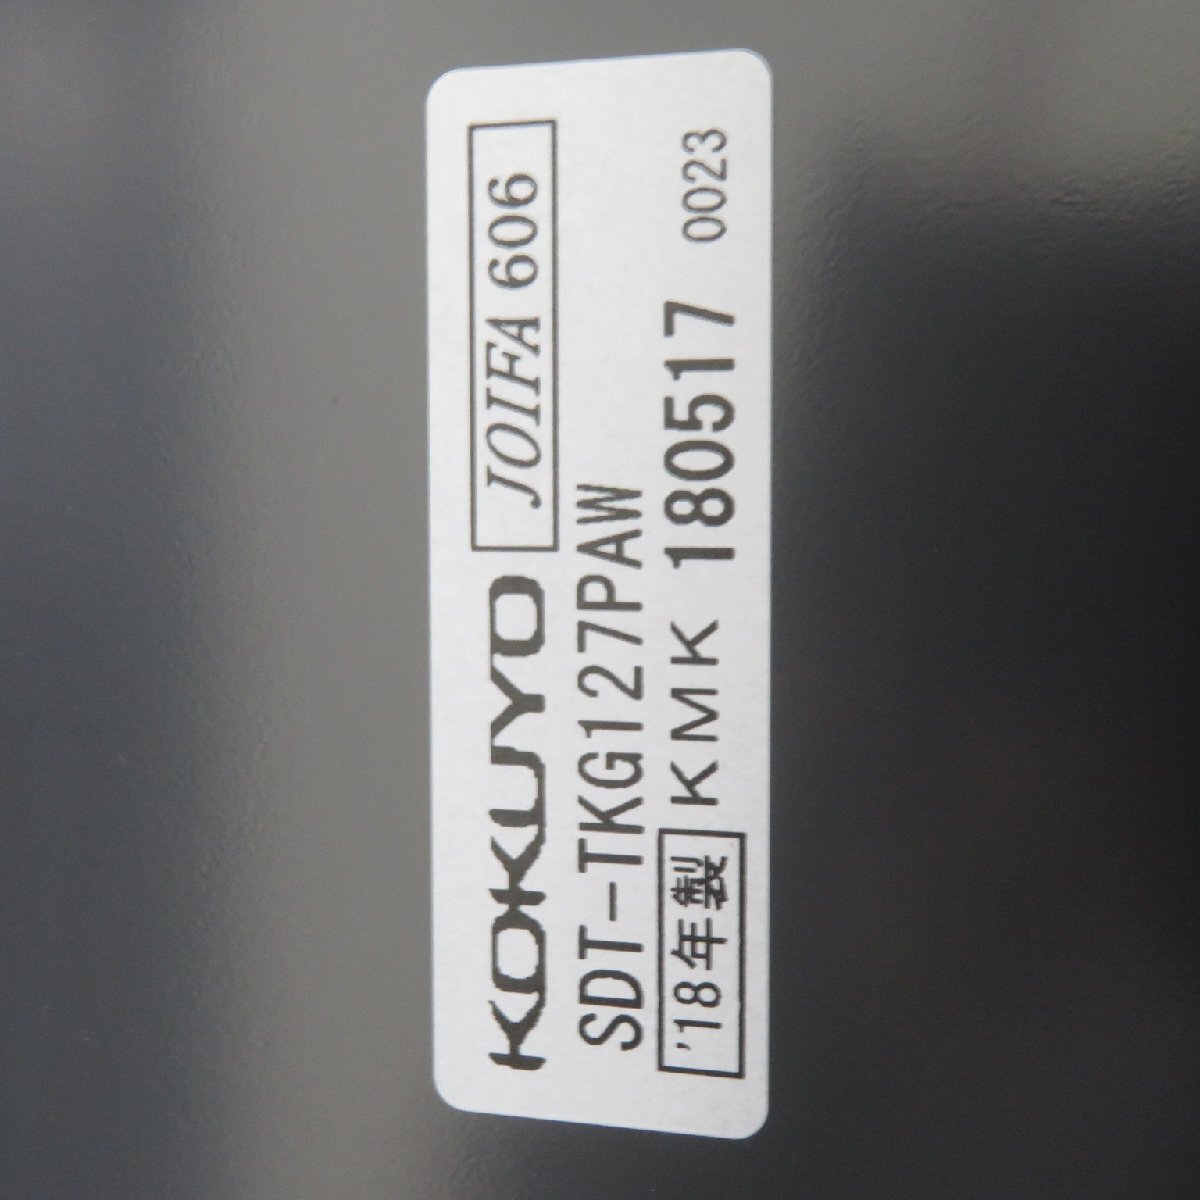 KOKUYO JOIFA 606
SDT-TKG127PAW
'18年製 KMK 180517 0023